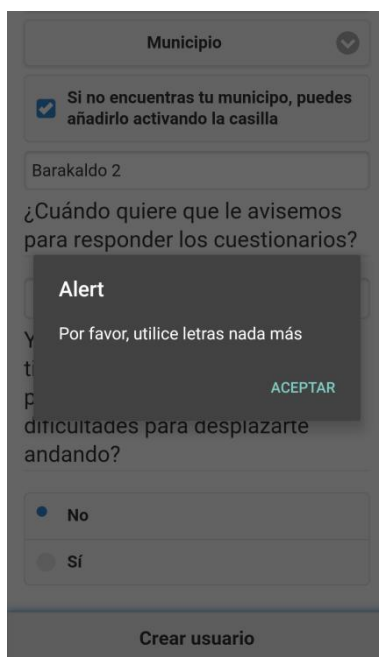 Municipio
Si no encuentras tu municipo, puedes
añadirlo activando la casilla
Barakaldo 2
¿Cuándo quiere que le avisemos
para responder los cuestionarios?
Alert
Por favor, utilice letras nada más
ACEPTAR
dificultades para desplazarte
andando?
No
Sí
Crear usuario